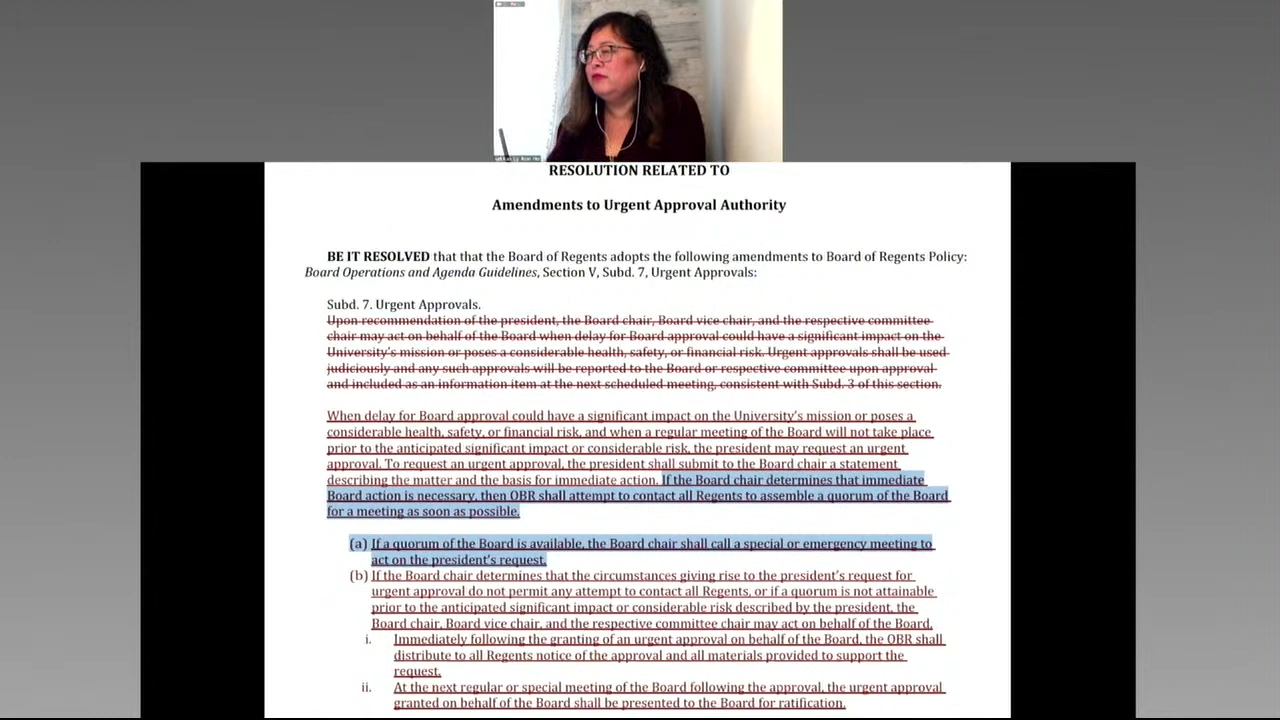 RESOLUTION RELATED TO
Amendments to Urgent Approval Authority
BE IT RESOLVED that that the Board of Regents adopts the following amendments to Board of Regents Policy:
Board Operations and Agenda Guidelines, Section V, Subd. 7, Urgent Approvals:
Subd. 7. Urgent Approvals.
Upon recommendation of the president, the Board chair, Board vice chair, and the respective committee
chair may act on behalf of the Board when delay for Board approval could have a significant impact on the
University's mission or poses a considerable health, safety, or financial risk. Urgent approvals shall be used
judiciously and any such approvals will be reported to the Board or respective committee upon approval
and included as an information item at the next scheduled meeting, consistent with Subd. 3 of this section.
When delay for Board approval could have a significant impact on the University's mission or poses a
considerable health, safety, or financial risk, and when a regular meeting of the Board will not take place
prior to the anticipated significant impact or considerable risk, the president may request an urgent
approval. To request an urgent approval, the president shall submit to the Board chair a statement
describing the matter and the basis for immediate action. If the Board chair determines that immediate
Board action is necessary, then OBR shall attempt to contact all Regents to assemble a quorum of the Board
for a meeting as soon as possible.
(a) If a quorum of the Board is available, the Board chair shall call a special or emergency meeting to
act on the president's request.
(b) If the Board chair determines that the circumstances giving rise to the president's request for
urgent approval do not permit any attempt to contact all Regents, or if a quorum is not attainable
prior to the anticipated significant impact or considerable risk described by the president, the
Board chair, Board vice chair, and the respective committee chair may act on behalf of the Board.
i. Immediately following the granting of an urgent approval on behalf of the Board, the OBR shall
distribute to all Regents notice of the approval and all materials provided to support the
request.
ii. At the next regular or special meeting of the Board following the approval, the urgent approval
granted on behalf of the Board shall be presented to the Board for ratification.